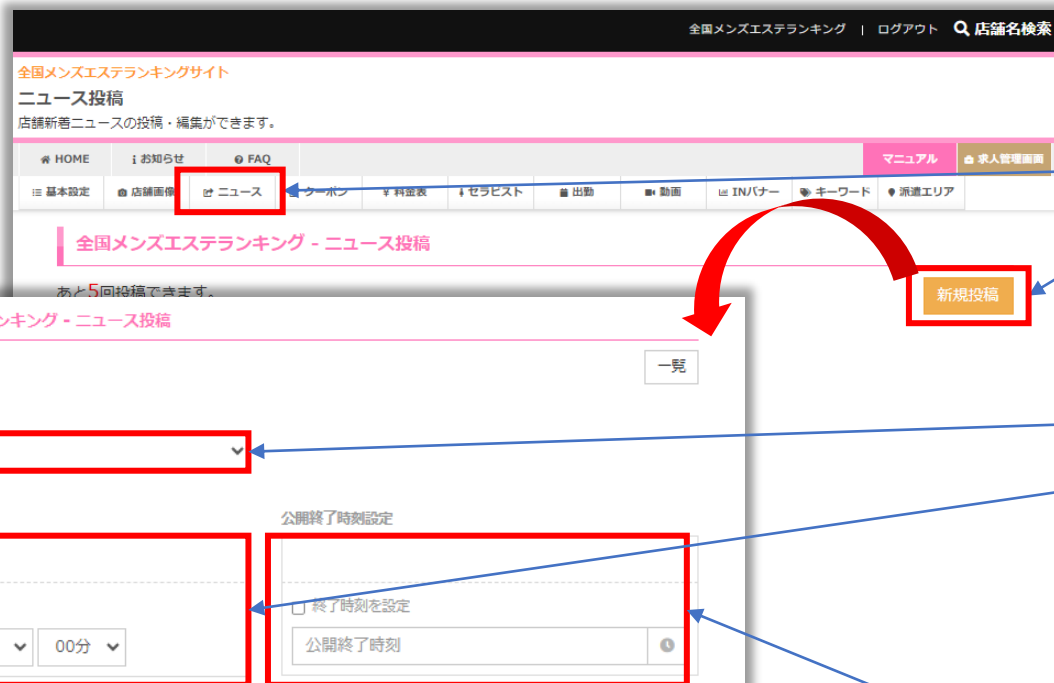 全国メンズエステランキング | ログアウト 店舗名検索
全国メンズエステランキングサイト
ニュース投稿
店舗新着ニュースの投稿・編集ができます。
HOME お知らせ FAQ マニュアル 求人管理画面
基本設定 店舗画像 ニュース クーポン ¥ 料金表 セラピスト 出勤 動画 INバナー キーワード 派遣エリア
全国メンズエステランキング - ニュース投稿
あと5回投稿できます。
新規投稿
ンキング - ニュース投稿
一覧
公開終了時刻設定
終了時刻を設定
00分 公開終了時刻